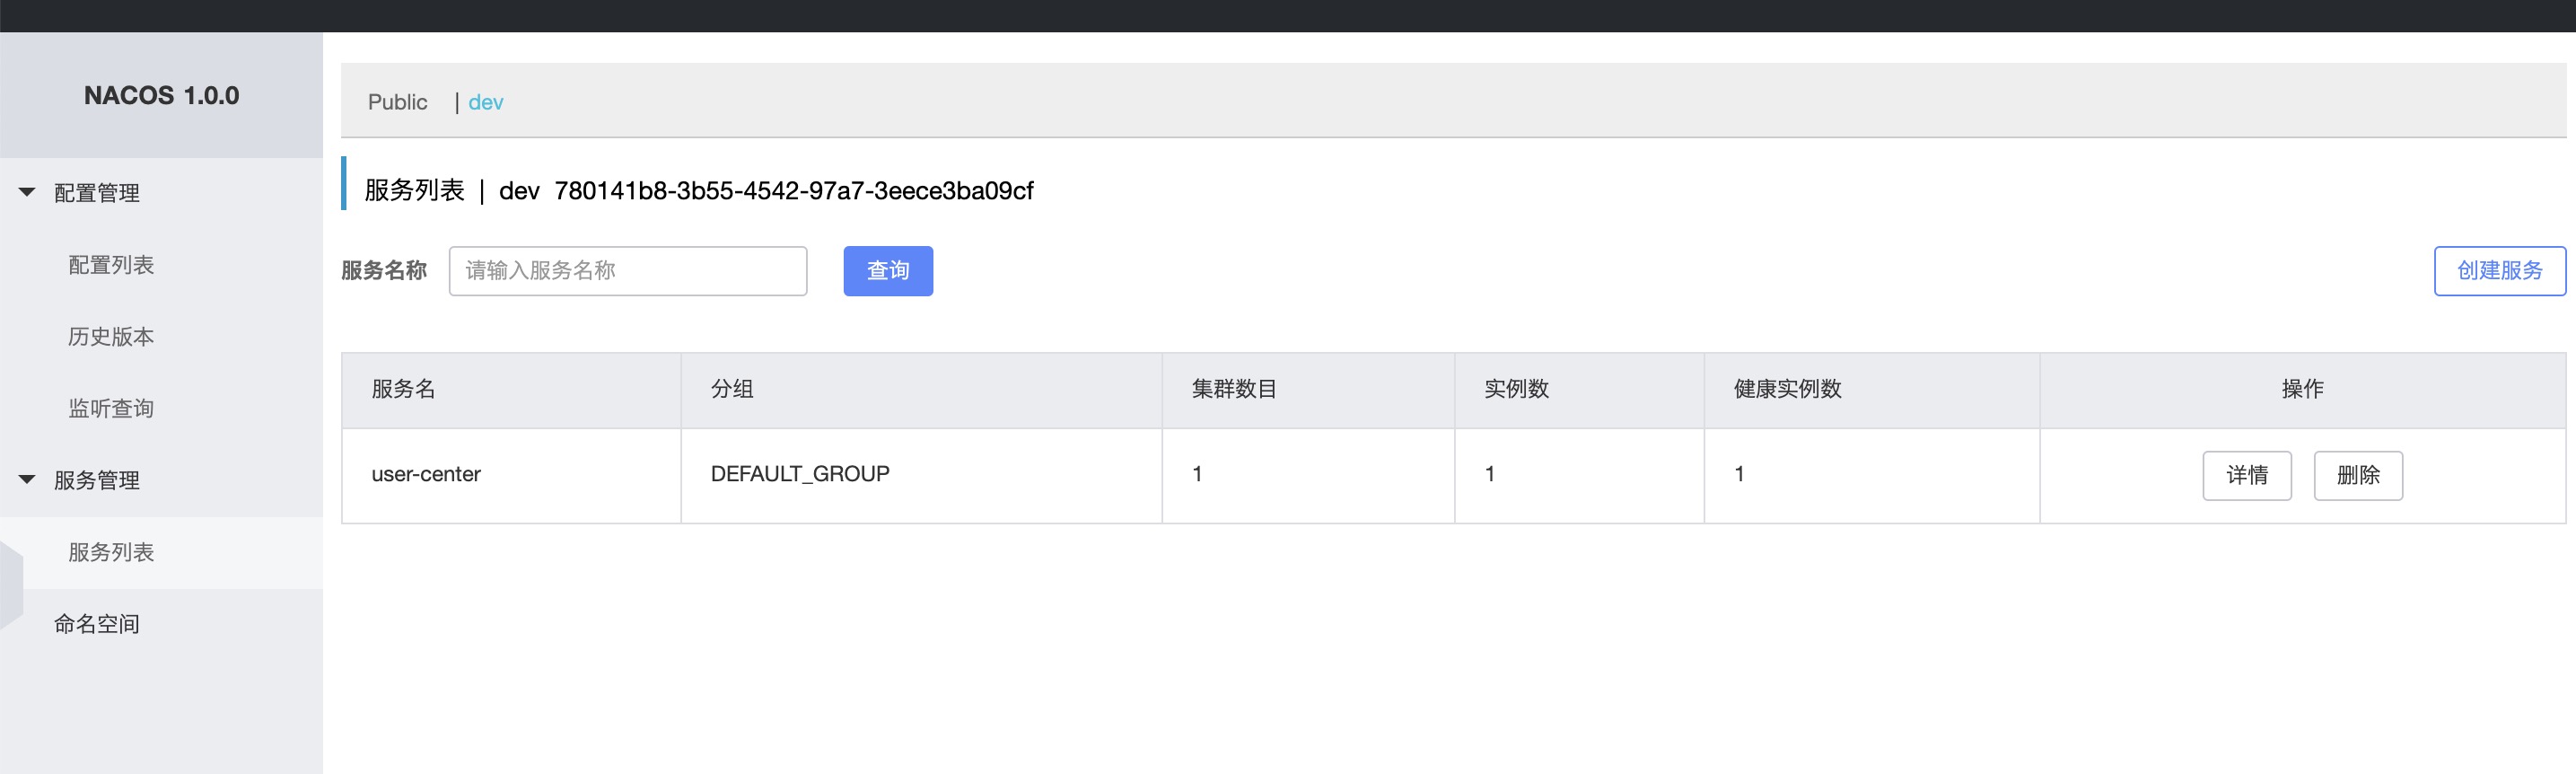 NACOS 1.0.0
配置管理
配置列表
历史版本
监听查询
服务管理
服务列表
命名空间
Public | dev
服务列表 | dev 780141b8-3b55-4542-97a7-3eece3ba09cf
服务名称 请输入服务名称 查询 创建服务
服务名 分组 集群数目 实例数 健康实例数 操作
user-center DEFAULT_GROUP 1 1 1 详情 删除